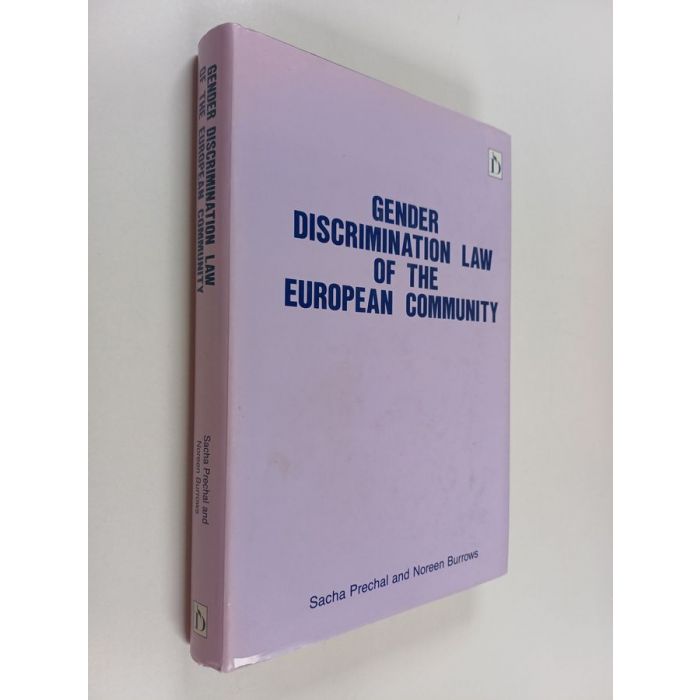 GENDER DISCRIMINATION LAW
OF THE EUROPEAN COMMUNITY
Sacha Prechal and
Noreen Burrows
D
GENDER
DISCRIMINATION LAW
OF THE
EUROPEAN COMMUNITY
Sacha Prechal and Noreen Burrows
D